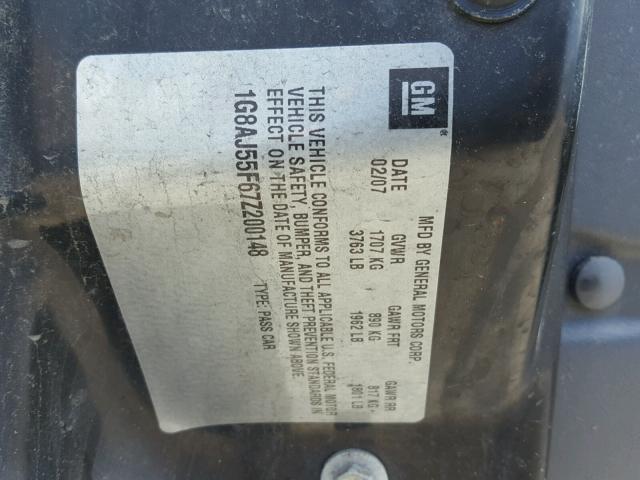 GM
MFD BY GENERAL MOTORS CORP.
DATE GVWR GAWR FRT GAWR RR
02/07 1707 KG 890 KG 817 KG
3763 LB 1962 LB 1801 LB
THIS VEHICLE CONFORMS TO ALL APPLICABLE U.S. FEDERAL MOTOR
VEHICLE SAFETY, BUMPER, AND THEFT PREVENTION STANDARDS IN
EFFECT ON THE DATE OF MANUFACTURE SHOWN ABOVE.
1G8AJ55F67Z200148 TYPE: PASS CAR